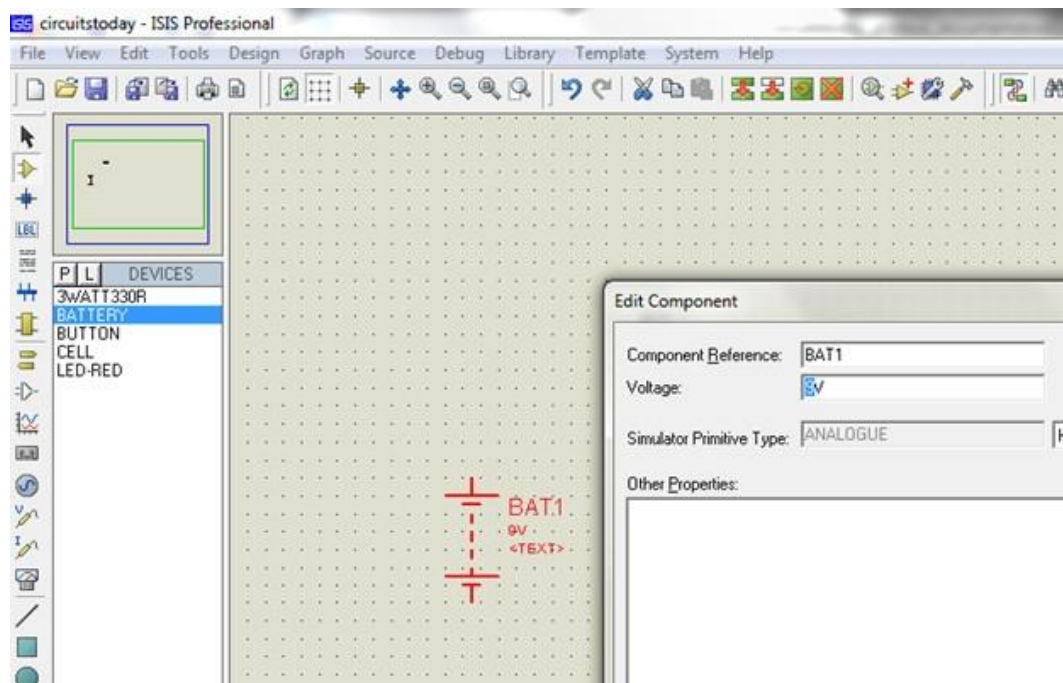 ISIS circuitstoday - ISIS Professional
File View Edit Tools Design Graph Source Debug Library Template System Help
LBL
P L DEVICES
3WATT330R
BATTERY
BUTTON
CELL
LED-RED
BAT1
9V
<TEXT>
Edit Component
Component Reference: BAT1
Voltage: 9V
Simulator Primitive Type: ANALOGUE
Other Properties: